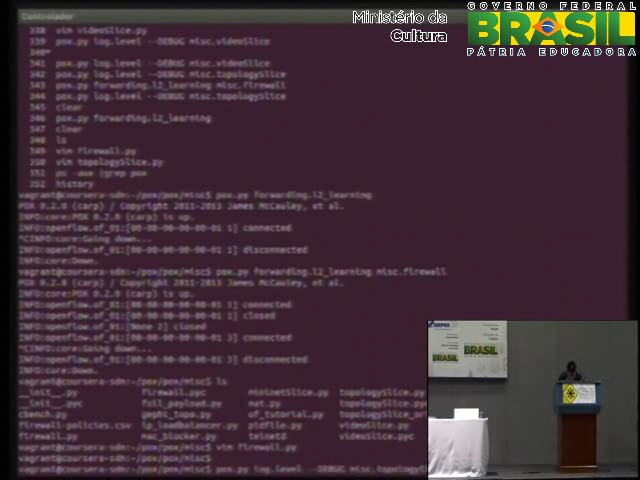 Controlador
Ministério da
Cultura
GOVERNO FEDERAL
BRASIL
PÁTRIA EDUCADORA
338 vim videoSlice.py
339 pox.py log.level --DEBUG misc.videoSlice
340*
341 pox.py log.level --DEBUG misc.videoSlice
342 pox.py log.level --DEBUG misc.topologySlice
343 pox.py forwarding.l2_learning misc.firewall
344 pox.py log.level --DEBUG misc.topologySlice
345 clear
346 pox.py forwarding.l2_learning
347 clear
348 ls
349 vim firewall.py
350 vim topologySlice.py
351 ps -aux |grep pox
352 history
vagrant@coursera-sdn:~/pox/pox/misc$ pox.py forwarding.l2_learning
POX 0.2.0 (carp) / Copyright 2011-2013 James McCauley, et al.
INFO:core:POX 0.2.0 (carp) is up.
INFO:openflow.of_01:[00-00-00-00-00-01 1] connected
^CINFO:core:Going down...
INFO:openflow.of_01:[00-00-00-00-00-01 1] disconnected
INFO:core:Down.
vagrant@coursera-sdn:~/pox/pox/misc$ pox.py forwarding.l2_learning misc.firewall
POX 0.2.0 (carp) / Copyright 2011-2013 James McCauley, et al.
INFO:core:POX 0.2.0 (carp) is up.
INFO:openflow.of_01:[00-00-00-00-00-01 1] connected
INFO:openflow.of_01:[00-00-00-00-00-01 1] closed
INFO:openflow.of_01:[None 2] closed
INFO:openflow.of_01:[00-00-00-00-00-01 3] connected
^CINFO:core:Going down...
INFO:openflow.of_01:[00-00-00-00-00-01 3] disconnected
INFO:core:Down.
vagrant@coursera-sdn:~/pox/pox/misc$ ls
__init__.py firewall.pyc mininetSlice.py topologySlice.py
__init__.pyc full_payload.py nat.py topologySlice.py
cbench.py gephi_topo.py of_tutorial.py topologySlice_or
firewall-policies.csv ip_loadbalancer.py pidfile.py videoSlice.py
firewall.py mac_blocker.py telnetd videoSlice.pyc
vagrant@coursera-sdn:~/pox/pox/misc$ vim firewall.py
vagrant@coursera-sdn:~/pox/pox/misc$
vagrant@coursera-sdn:~/pox/pox/misc$ pox.py log.level --DEBUG misc.topologyS
BRASIL
BRASIL